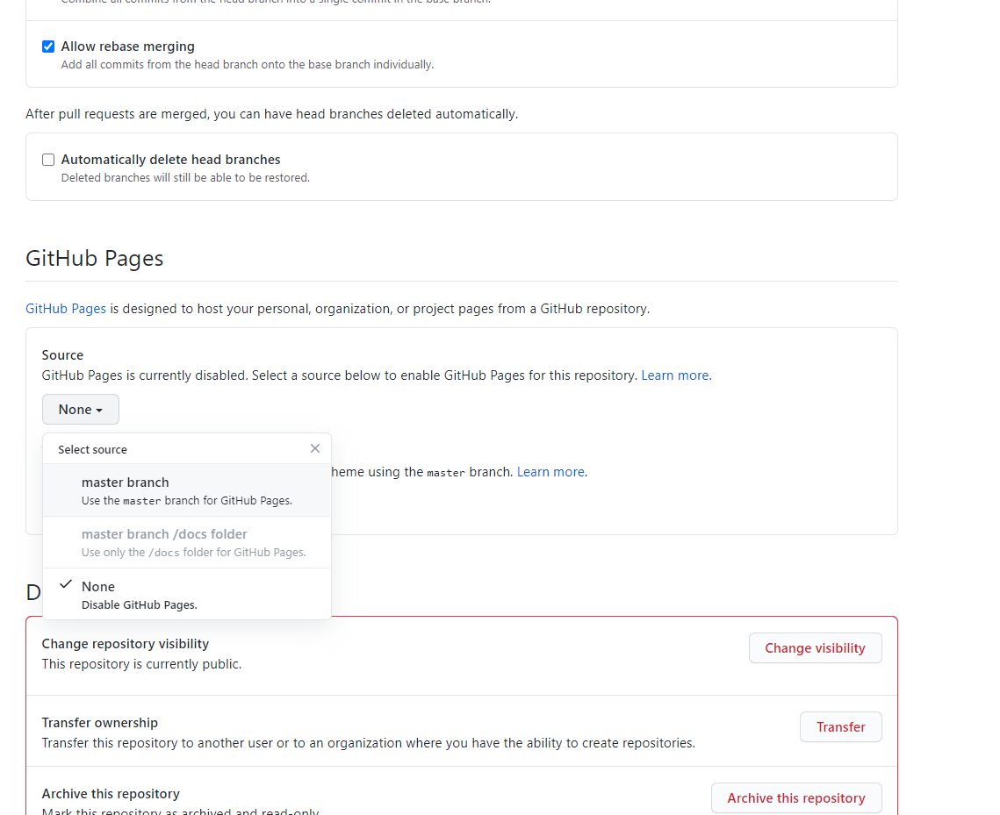 Combine all commits from the head branch into a single commit in the base branch.
Allow rebase merging
Add all commits from the head branch onto the base branch individually.
After pull requests are merged, you can have head branches deleted automatically.
Automatically delete head branches
Deleted branches will still be able to be restored.
GitHub Pages
GitHub Pages is designed to host your personal, organization, or project pages from a GitHub repository.
Source
GitHub Pages is currently disabled. Select a source below to enable GitHub Pages for this repository. Learn more.
None
Select source
heme using the master branch. Learn more.
master branch
Use the master branch for GitHub Pages.
master branch /docs folder
Use only the /docs folder for GitHub Pages.
None
Disable GitHub Pages.
D
Change repository visibility
This repository is currently public.
Change visibility
Transfer ownership
Transfer this repository to another user or to an organization where you have the ability to create repositories.
Transfer
Archive this repository
Mark this repository as archived and read-only.
Archive this repository